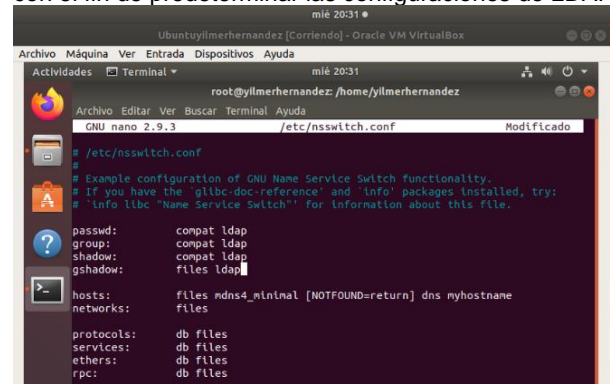 con el fin de predeterminar las configuraciones de LDAP
mié 20:31
Ubuntuyilmerhernandez [Corriendo] - Oracle VM VirtualBox
Archivo Máquina Ver Entrada Dispositivos Ayuda
Actividades Terminal mié 20:31
root@yilmerhernandez: /home/yilmerhernandez
Archivo Editar Ver Buscar Terminal Ayuda
GNU nano 2.9.3 /etc/nsswitch.conf Modificado
# /etc/nsswitch.conf
#
# Example configuration of GNU Name Service Switch functionality.
# If you have the `glibc-doc-reference' and `info' packages installed, try:
# `info libc "Name Service Switch"' for information about this file.
passwd: compat ldap
group: compat ldap
shadow: compat ldap
gshadow: files ldap
hosts: files mdns4_minimal [NOTFOUND=return] dns myhostname
networks: files
protocols: db files
services: db files
ethers: db files
rpc: db files